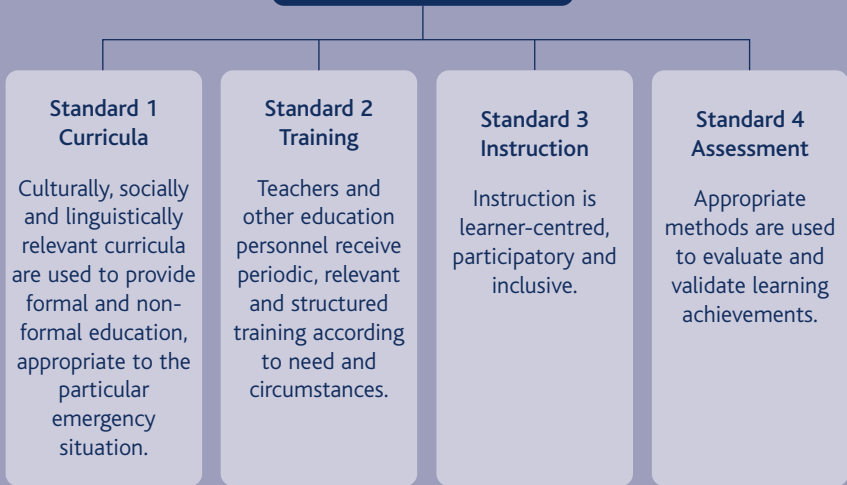 Standard 1
Curricula
Culturally, socially
and linguistically
relevant curricula
are used to provide
formal and non-
formal education,
appropriate to the
particular
emergency
situation.
Standard 2
Training
Teachers and
other education
personnel receive
periodic, relevant
and structured
training according
to need and
circumstances.
Standard 3
Instruction
Instruction is
learner-centred,
participatory and
inclusive.
Standard 4
Assessment
Appropriate
methods are used
to evaluate and
validate learning
achievements.